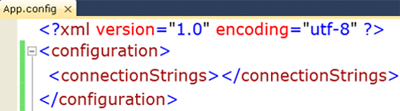 App.config
<?xml version="1.0" encoding="utf-8" ?>
<configuration>
<connectionStrings></connectionStrings>
</configuration>